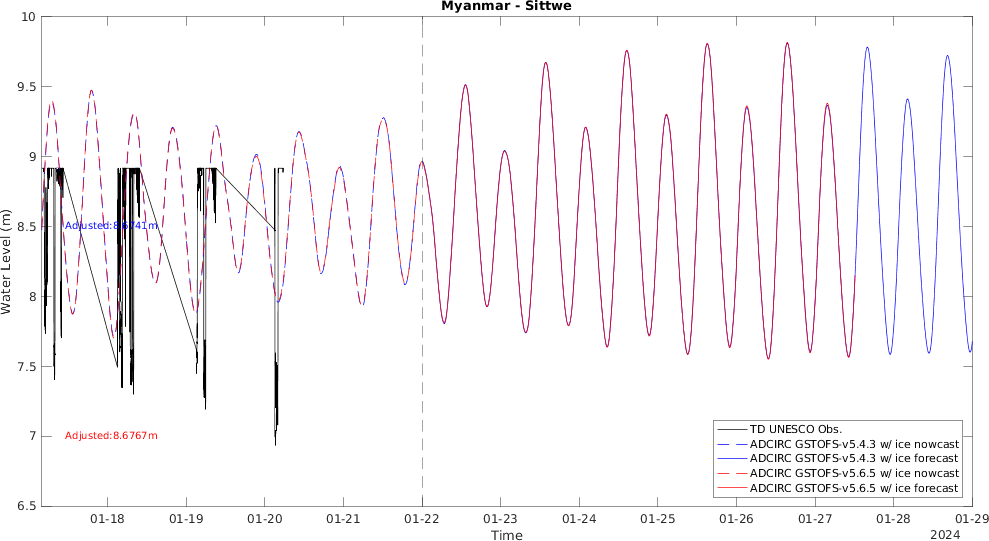 Myanmar - Sittwe
10
9.5
9
8.5
8
7.5
7
6.5
Water Level (m)
Adjusted:8.6741m
Adjusted:8.6767m
TD UNESCO Obs.
ADCIRC GSTOFS-v5.4.3 w/ ice nowcast
ADCIRC GSTOFS-v5.4.3 w/ ice forecast
ADCIRC GSTOFS-v5.6.5 w/ ice nowcast
ADCIRC GSTOFS-v5.6.5 w/ ice forecast
01-18 01-19 01-20 01-21 01-22 01-23 01-24 01-25 01-26 01-27 01-28 01-29
Time
2024